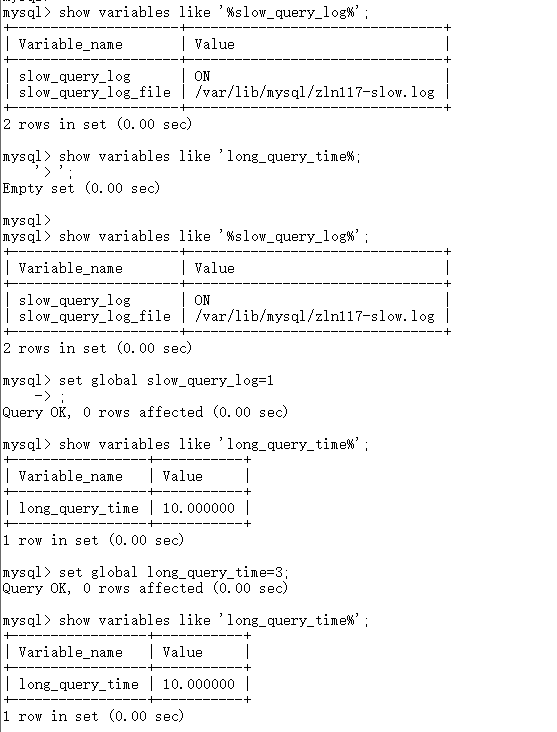 mysql> show variables like '%slow_query_log%';
+---------------------+-------------------------------+
| Variable_name       | Value                         |
+---------------------+-------------------------------+
| slow_query_log      | ON                            |
| slow_query_log_file | /var/lib/mysql/zln117-slow.log |
+---------------------+-------------------------------+
2 rows in set (0.00 sec)
mysql> show variables like 'long_query_time%;
    '> ';
Empty set (0.00 sec)
mysql>
mysql> show variables like '%slow_query_log%';
+---------------------+-------------------------------+
| Variable_name       | Value                         |
+---------------------+-------------------------------+
| slow_query_log      | ON                            |
| slow_query_log_file | /var/lib/mysql/zln117-slow.log |
+---------------------+-------------------------------+
2 rows in set (0.00 sec)
mysql> set global slow_query_log=1
    -> ;
Query OK, 0 rows affected (0.00 sec)
mysql> show variables like 'long_query_time%';
+-----------------+-----------+
| Variable_name   | Value     |
+-----------------+-----------+
| long_query_time | 10.000000 |
+-----------------+-----------+
1 row in set (0.00 sec)
mysql> set global long_query_time=3;
Query OK, 0 rows affected (0.00 sec)
mysql> show variables like 'long_query_time%';
+-----------------+-----------+
| Variable_name   | Value     |
+-----------------+-----------+
| long_query_time | 10.000000 |
+-----------------+-----------+
1 row in set (0.00 sec)